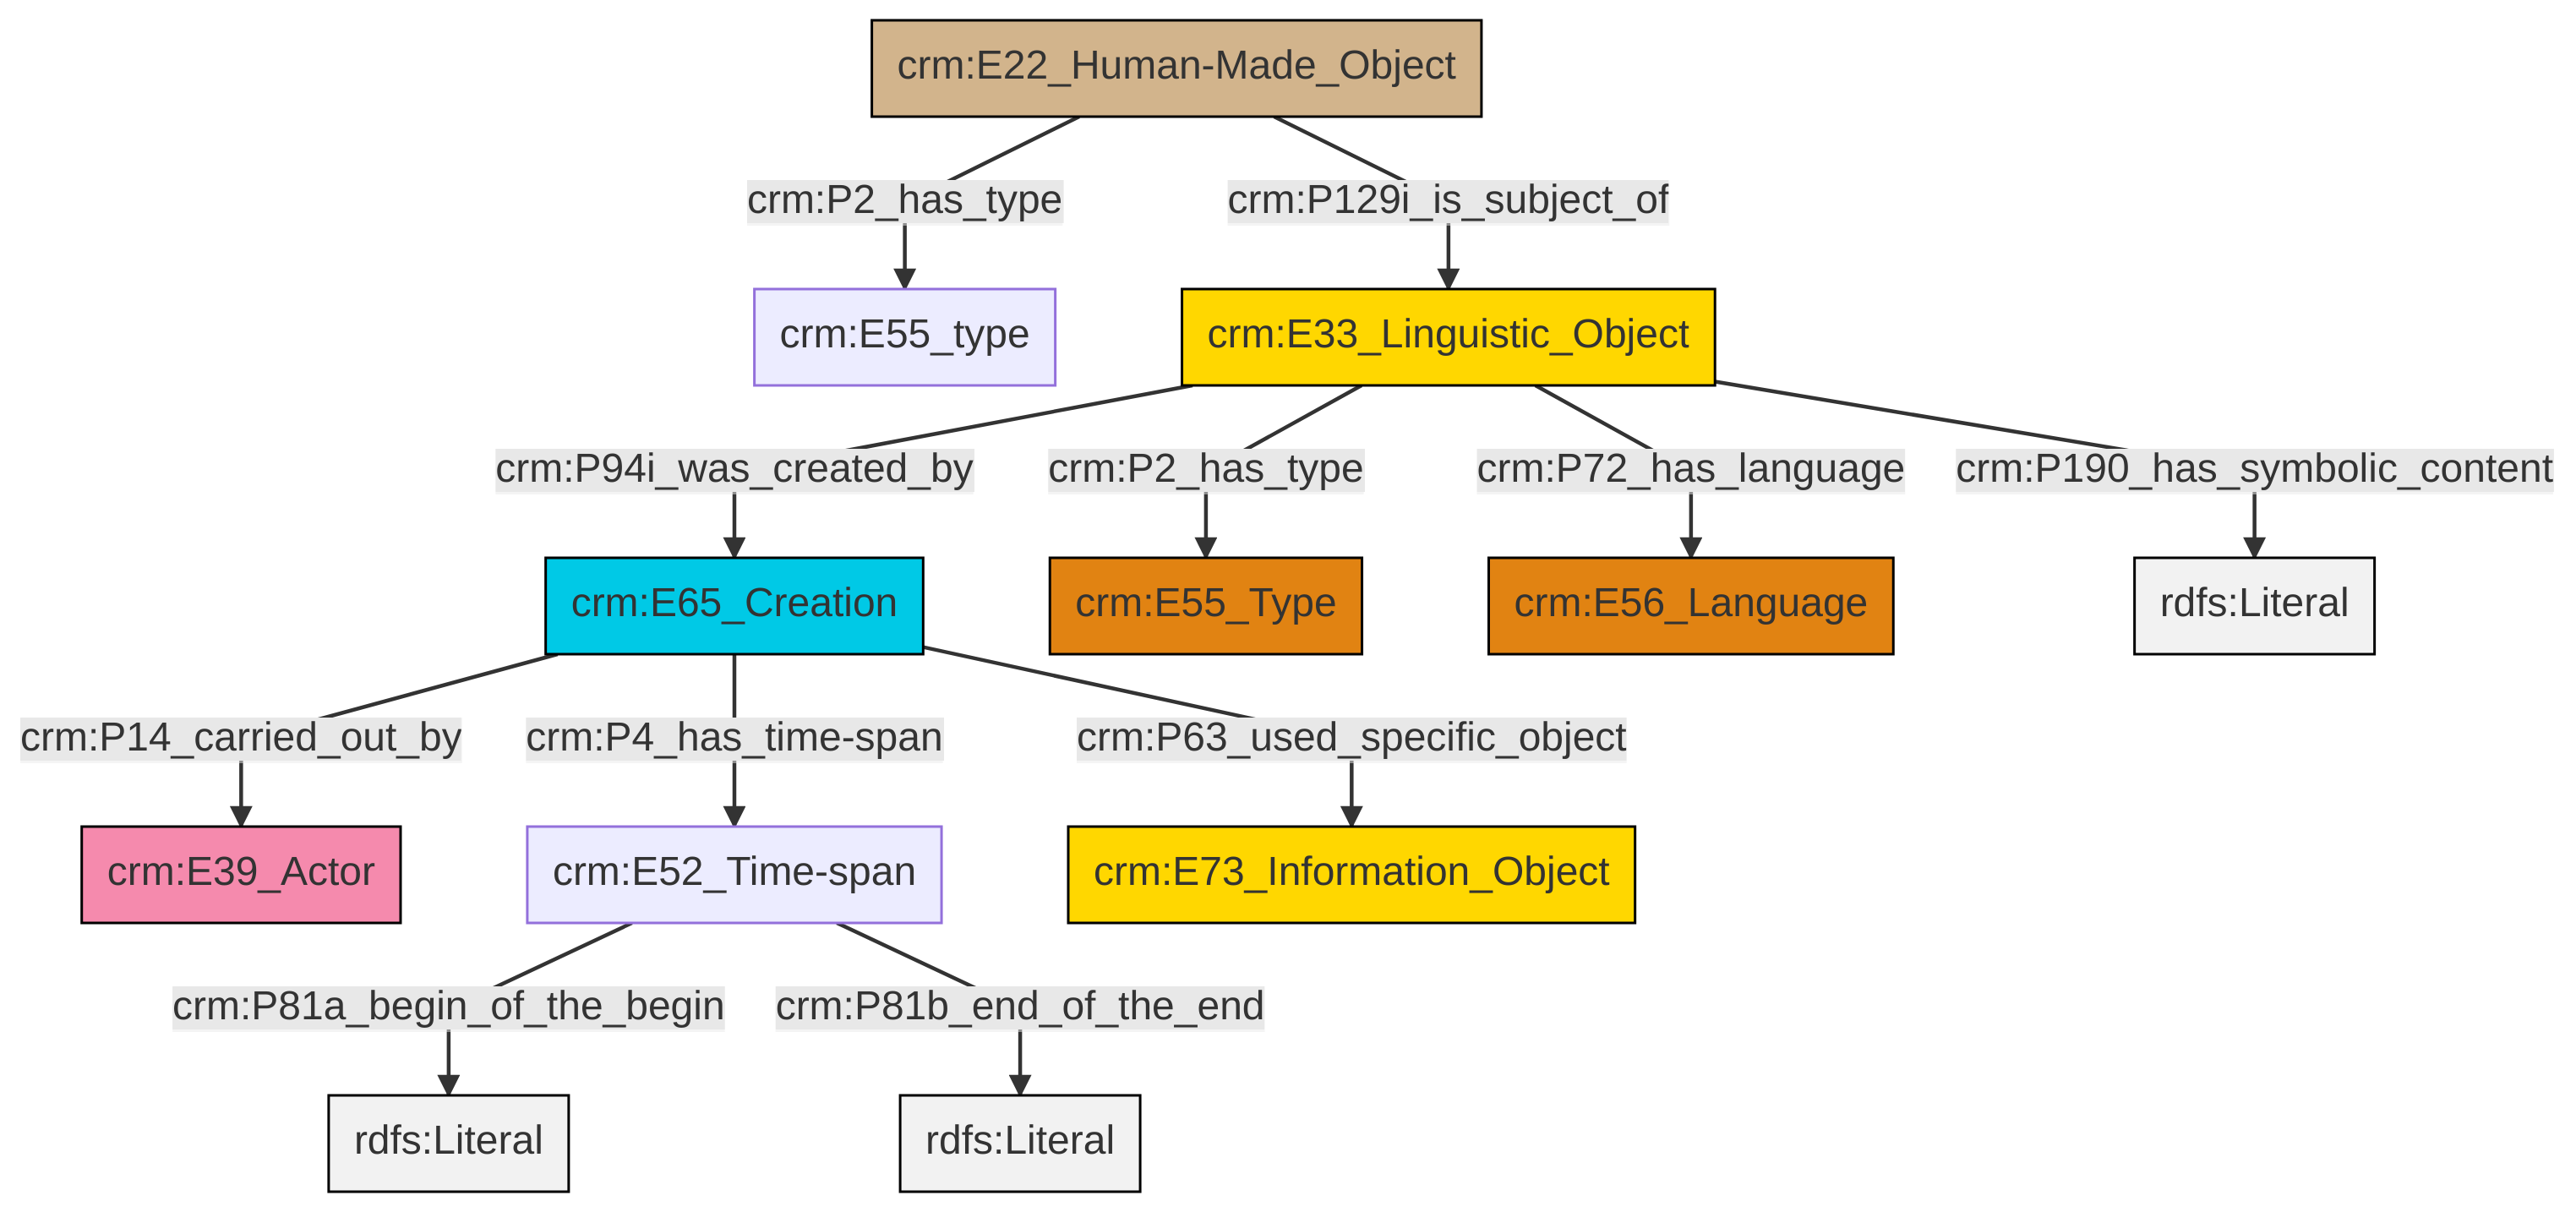 crm:E22_Human-Made_Object
crm:P2_has_type
crm:P129i_is_subject_of
crm:E55_type
crm:E33_Linguistic_Object
crm:P94i_was_created_by
crm:P2_has_type
crm:P72_has_language
crm:P190_has_symbolic_content
crm:E65_Creation
crm:E55_Type
crm:E56_Language
rdfs:Literal
crm:P14_carried_out_by
crm:P4_has_time-span
crm:P63_used_specific_object
crm:E39_Actor
crm:E52_Time-span
crm:E73_Information_Object
crm:P81a_begin_of_the_begin
crm:P81b_end_of_the_end
rdfs:Literal
rdfs:Literal